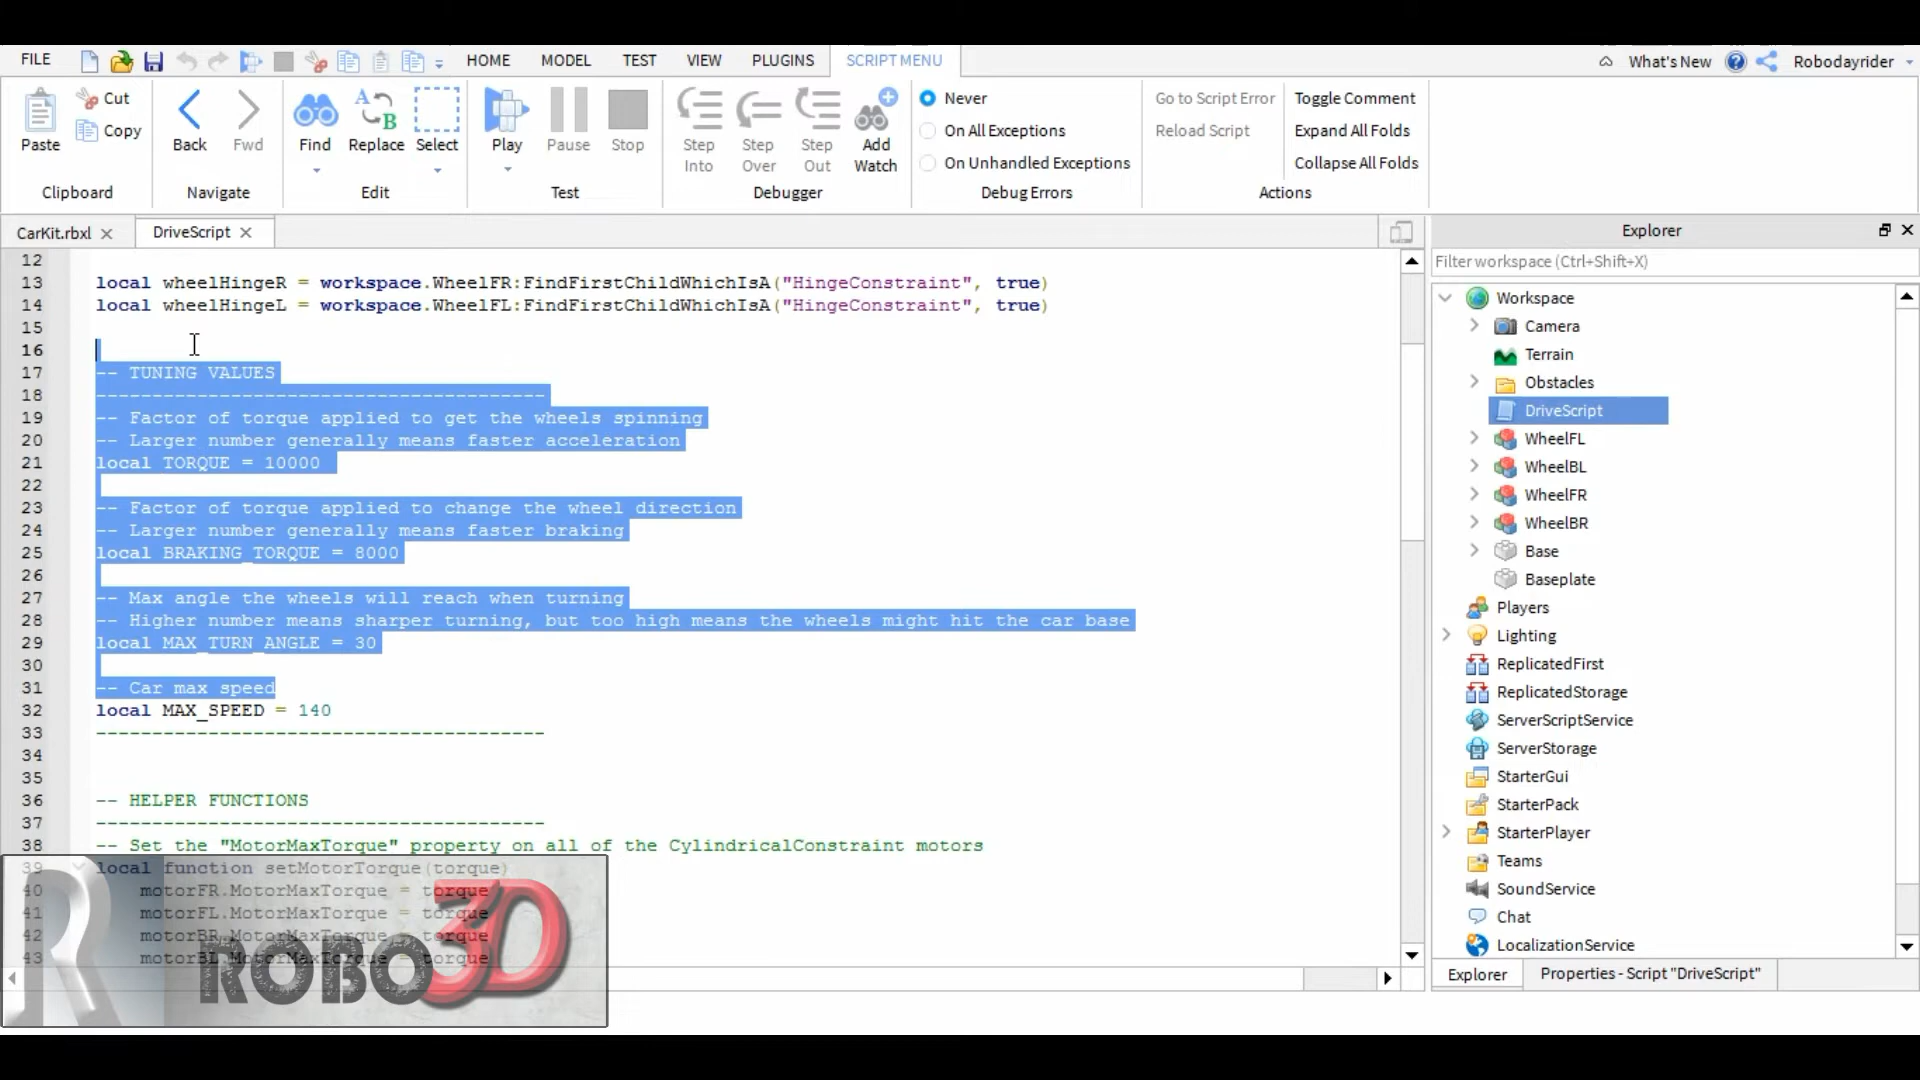 FILE HOME MODEL TEST VIEW PLUGINS SCRIPT MENU What's New Robodayrider
Paste Cut Copy Clipboard
Back Fwd Navigate
Find Replace Select Edit
Play Pause Stop Test
Step Into Step Over Step Out Add Watch Debugger
Never
On All Exceptions
On Unhandled Exceptions
Debug Errors
Go to Script Error
Reload Script
Toggle Comment
Expand All Folds
Collapse All Folds
Actions
CarKit.rbxl DriveScript
12
13 local wheelHingeR = workspace.WheelFR:FindFirstChildWhichIsA("HingeConstraint", true)
14 local wheelHingeL = workspace.WheelFL:FindFirstChildWhichIsA("HingeConstraint", true)
15
16
17 -- TUNING VALUES
18 ----------------------------------------
19 -- Factor of torque applied to get the wheels spinning
20 -- Larger number generally means faster acceleration
21 local TORQUE = 10000
22
23 -- Factor of torque applied to change the wheel direction
24 -- Larger number generally means faster braking
25 local BRAKING_TORQUE = 8000
26
27 -- Max angle the wheels will reach when turning
28 -- Higher number means sharper turning, but too high means the wheels might hit the car base
29 local MAX_TURN_ANGLE = 30
30
31 -- Car max speed
32 local MAX_SPEED = 140
33 ----------------------------------------
34
35
36 -- HELPER FUNCTIONS
37 ----------------------------------------
38 -- Set the "MotorMaxTorque" property on all of the CylindricalConstraint motors
39 local function setMotorTorque(torque)
40 motorFR.MotorMaxTorque = torque
41 motorFL.MotorMaxTorque = torque
42 motorBR.MotorMaxTorque = torque
43 motorBL.MotorMaxTorque = torque
R ROBO3D
Explorer
Filter workspace (Ctrl+Shift+X)
Workspace
Camera
Terrain
Obstacles
DriveScript
WheelFL
WheelBL
WheelFR
WheelBR
Base
Baseplate
Players
Lighting
ReplicatedFirst
ReplicatedStorage
ServerScriptService
ServerStorage
StarterGui
StarterPack
StarterPlayer
Teams
SoundService
Chat
LocalizationService
Explorer Properties - Script "DriveScript"